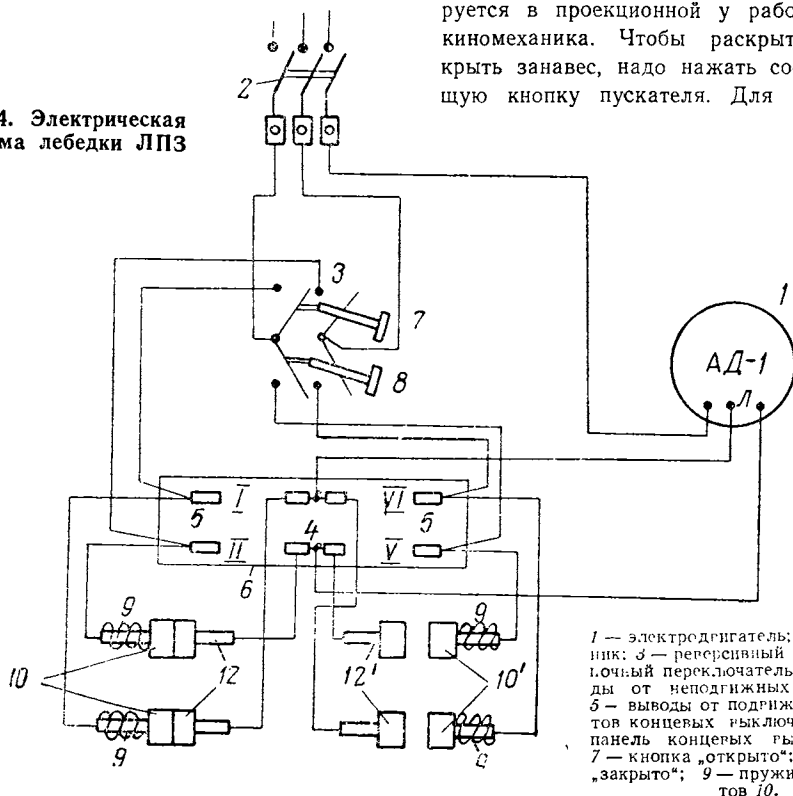 руется в проекционной у рабо
киномеханика. Чтобы раскрыт
крыть занавес, надо нажать со
щую кнопку пускателя. Для
4. Электрическая
ма лебедки ЛПЗ
2
3
7
8
1
АД-1
Л
I
VI
5
5
4
II
V
6
9
9
10
12
12'
10'
9
9
1 — электродвигатель;
ник; 3 — реверсивный
почный переключатель
ды от неподвижных
5 — выводы от подвиж
тов концевых выключ
панель концевых вы
7 — кнопка „открыто“;
„закрыто“; 9 — пружи
тов 10.